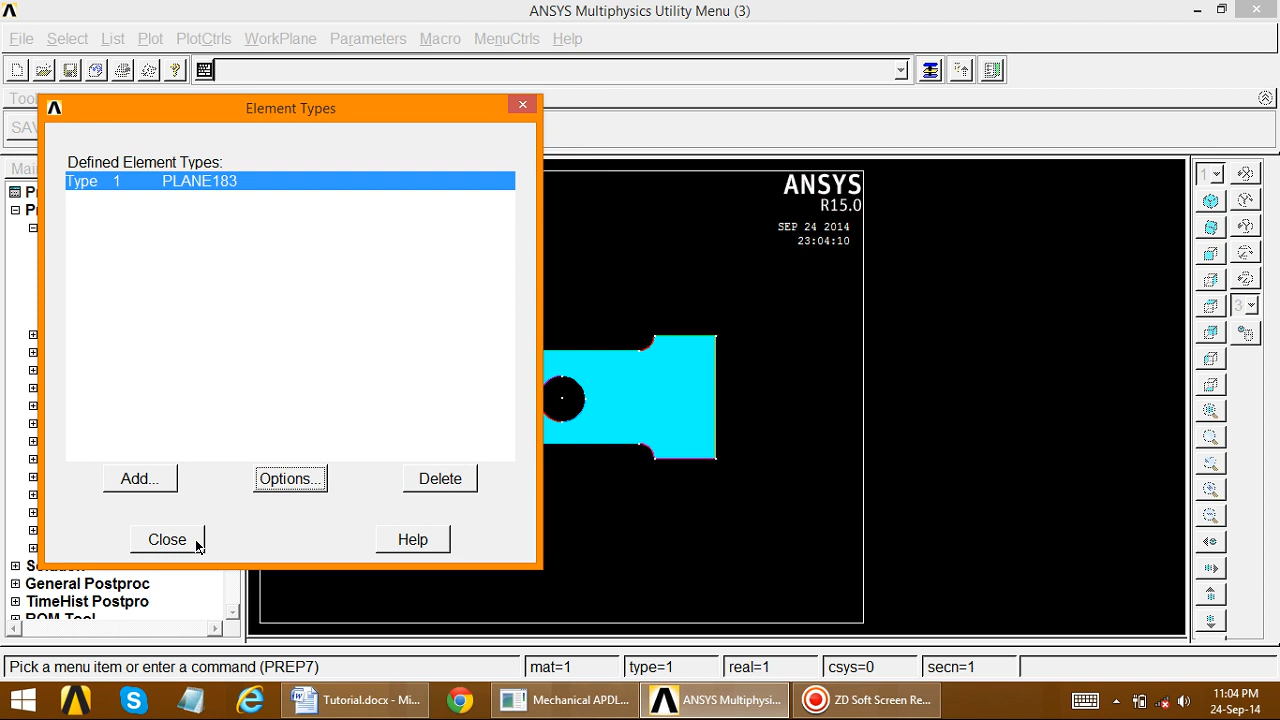 ANSYS Multiphysics Utility Menu (3)
File Select List Plot PlotCtrls WorkPlane Parameters Macro MenuCtrls Help
Element Types
Defined Element Types:
Type 1 PLANE183
Add... Options... Delete
Close Help
ANSYS
R15.0
SEP 24 2014
23:04:10
1
3
General Postproc
TimeHist Postpro
Pick a menu item or enter a command (PREP7) mat=1 type=1 real=1 csys=0 secn=1
Tutorial.docx - Mi... Mechanical APDL... ANSYS Multiphysi... ZD Soft Screen Re...
11:04 PM
24-Sep-14